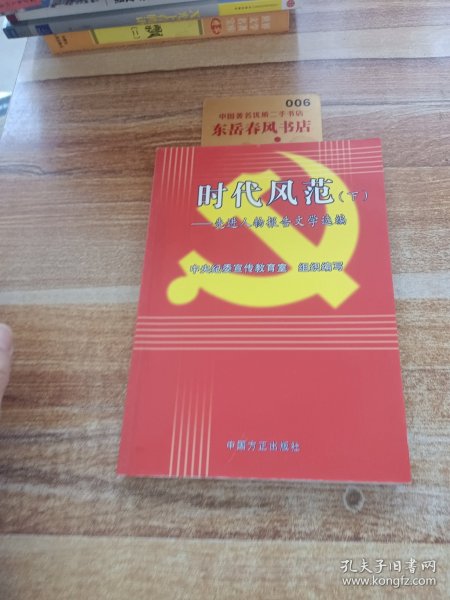 006
中国著名优质二手书店
东岳春风书店
时代风范(下)
——先进人物报告文学选编
中央纪委宣传教育室 组织编写
中国方正出版社
孔夫子旧书网
www.kongfz.com